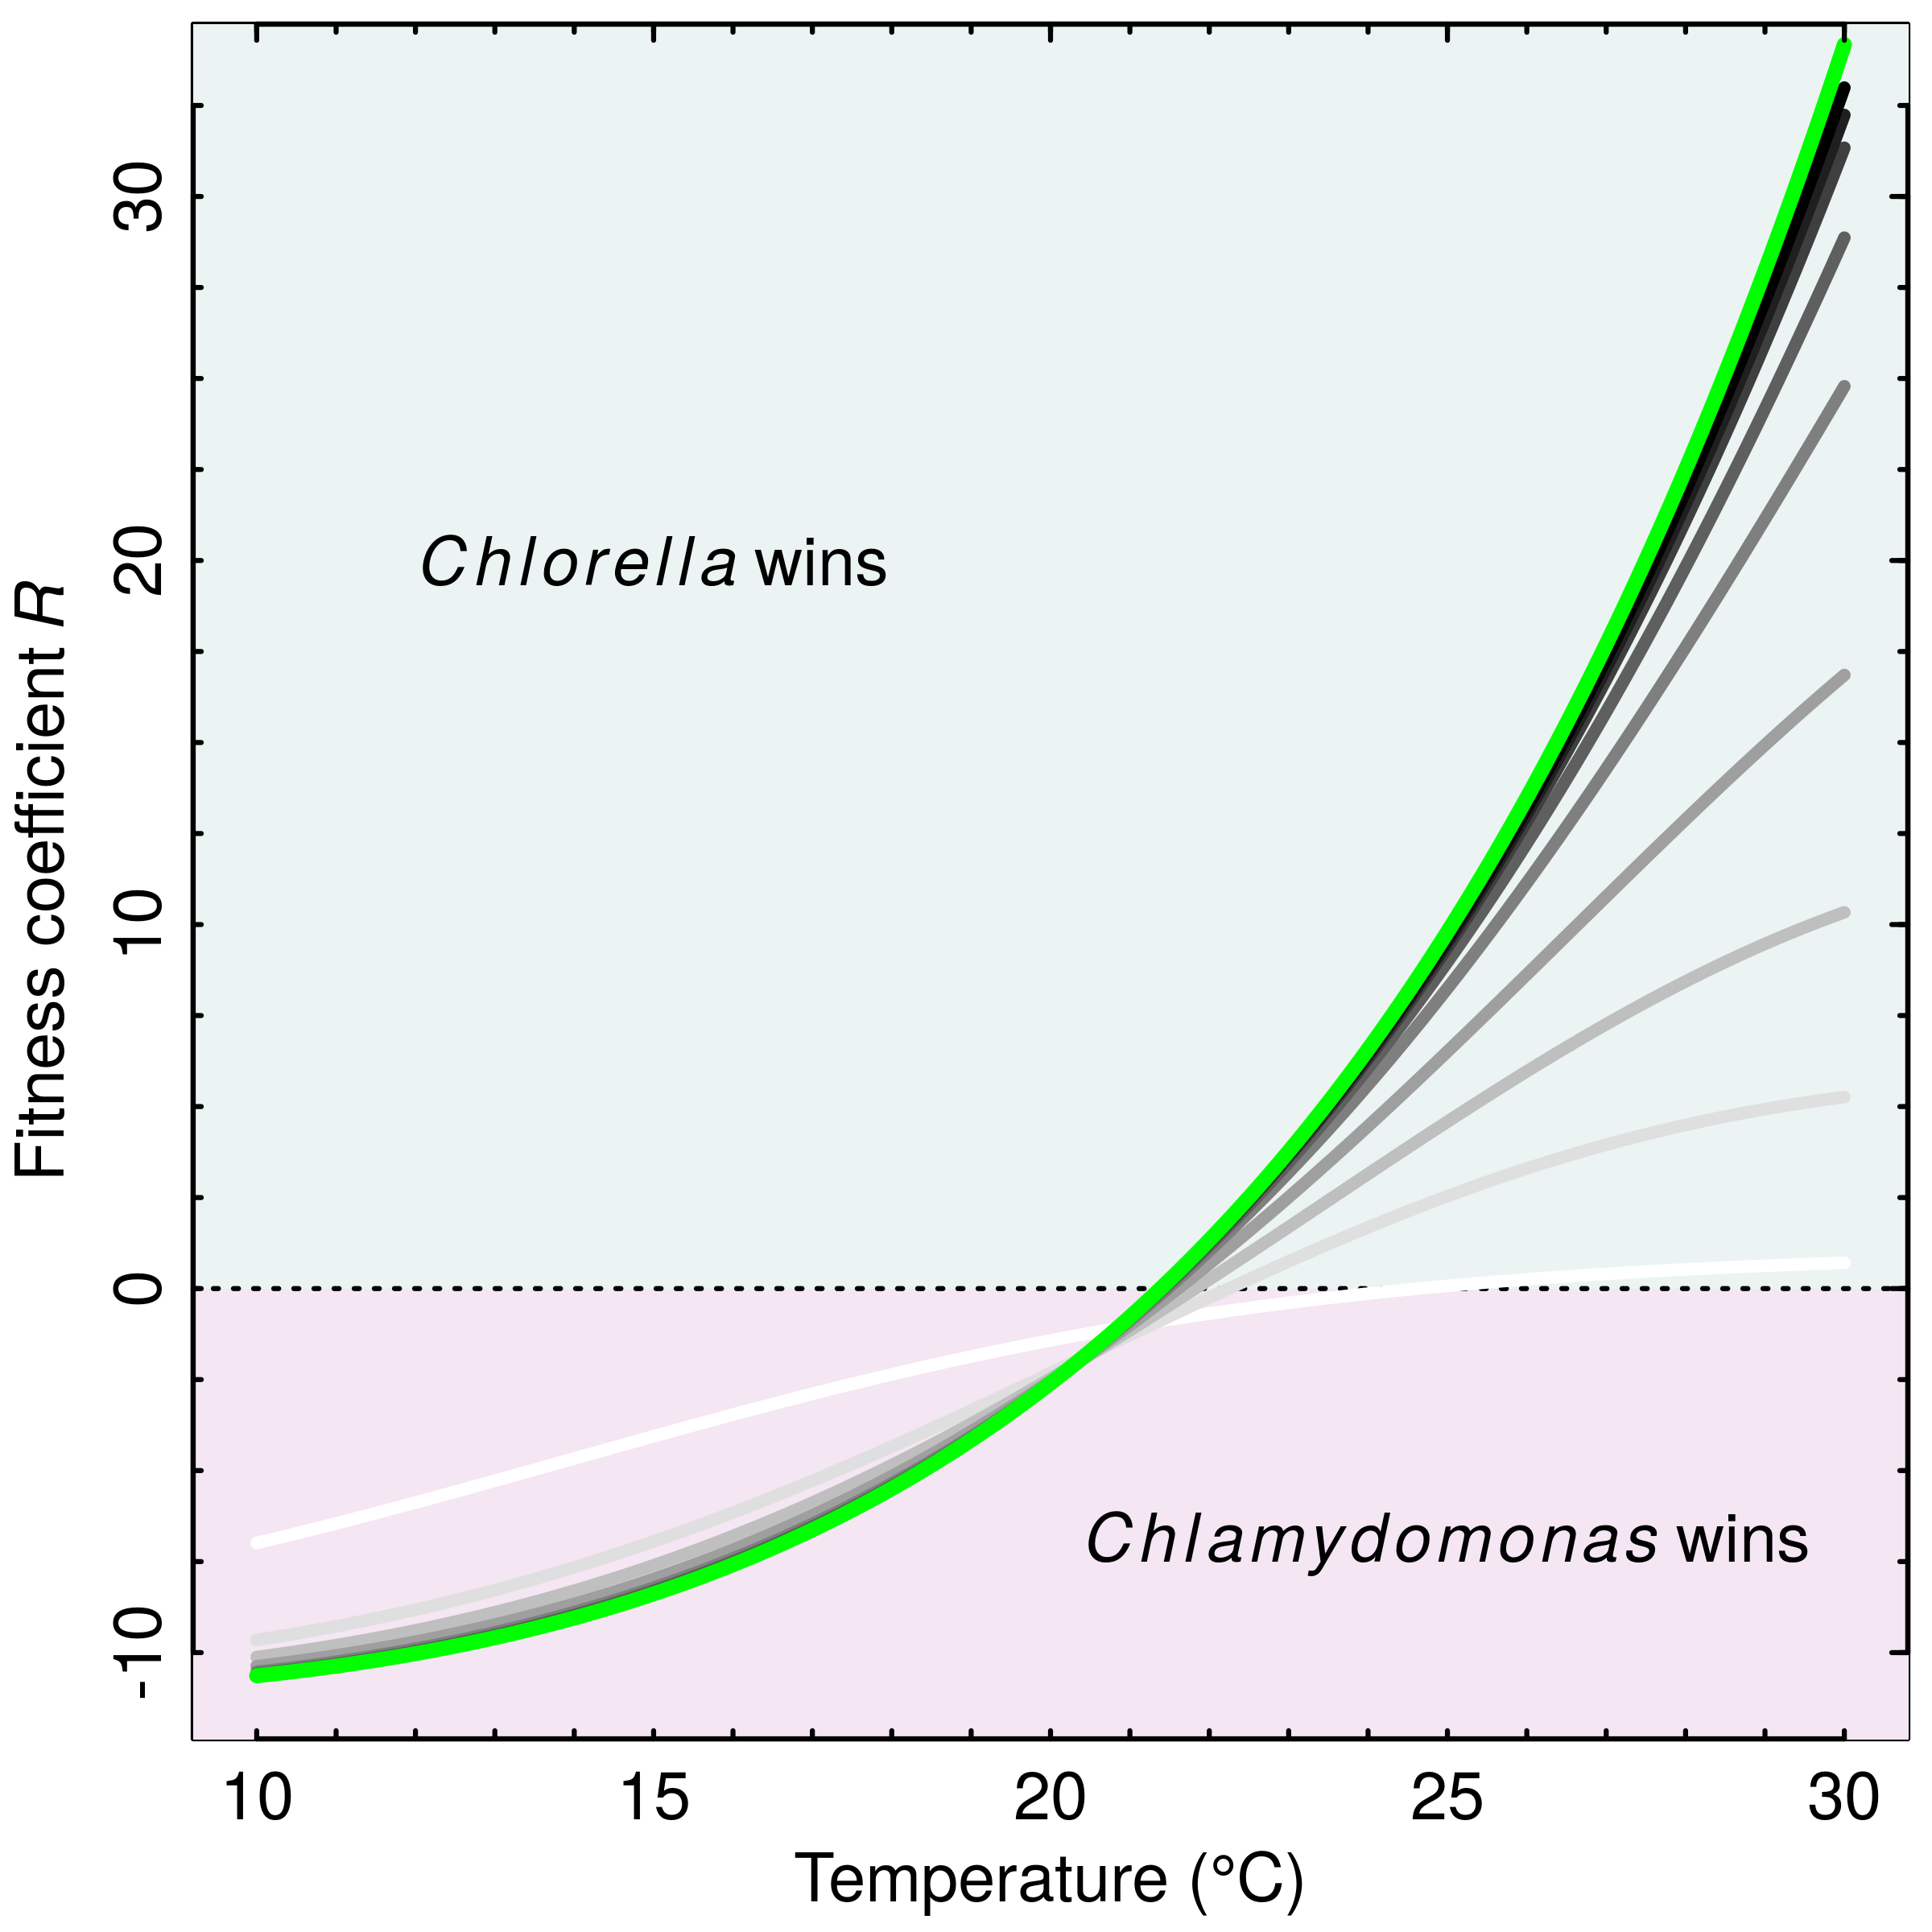 Fitness coefficient R
30
20
10
0
-10
Chlorella wins
Chlamydomonas wins
10 15 20 25 30
Temperature (°C)